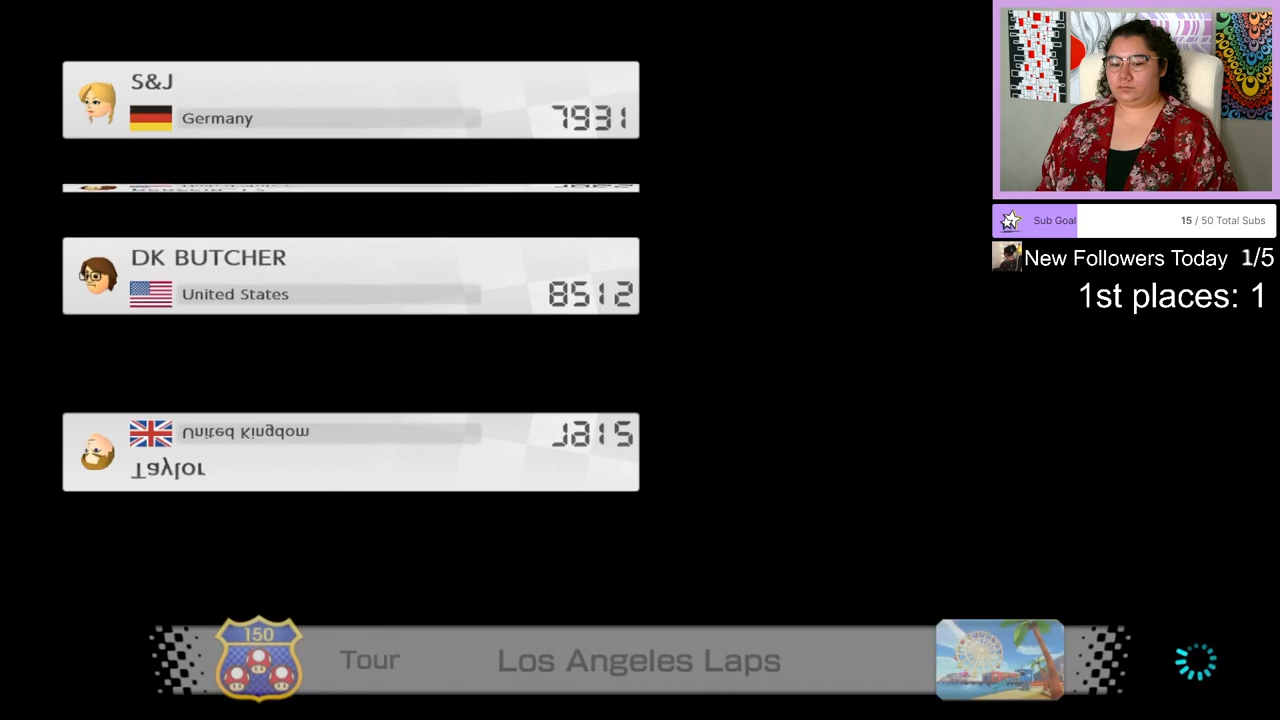 S&J
Germany
7931
DK BUTCHER
United States
8512
United Kingdom
Taylor
Sub Goal
15 / 50 Total Subs
New Followers Today 1/5
1st places: 1
150
Tour
Los Angeles Laps